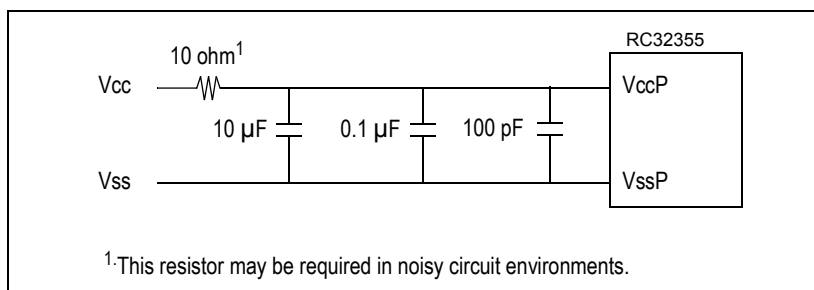 RC32355
10 ohm1
Vcc
VccP
10 µF
0.1 µF
100 pF
Vss
VssP
1.This resistor may be required in noisy circuit environments.